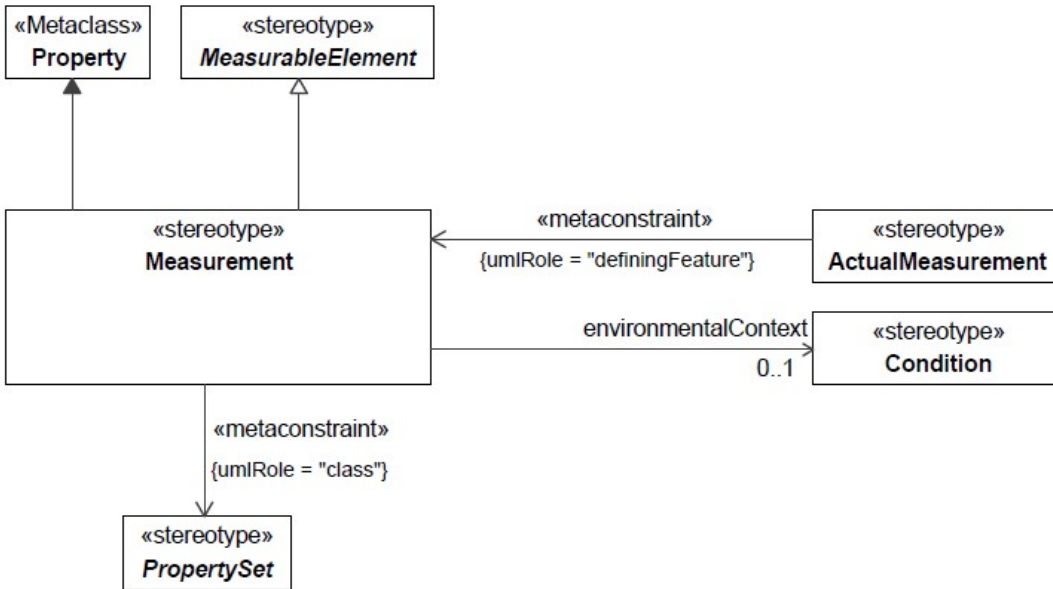 «Metaclass»
Property
«stereotype»
MeasurableElement
«stereotype»
Measurement
«metaconstraint»
{umlRole = "definingFeature"}
«stereotype»
ActualMeasurement
environmentalContext
0..1
«stereotype»
Condition
«metaconstraint»
{umlRole = "class"}
«stereotype»
PropertySet